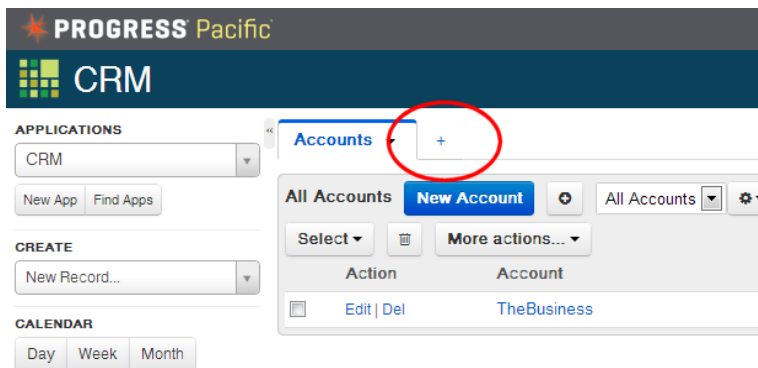 PROGRESS Pacific
CRM
APPLICATIONS
CRM
New App Find Apps
CREATE
New Record...
CALENDAR
Day Week Month
«
Accounts +
All Accounts New Account All Accounts
Select More actions...
Action Account
Edit | Del TheBusiness